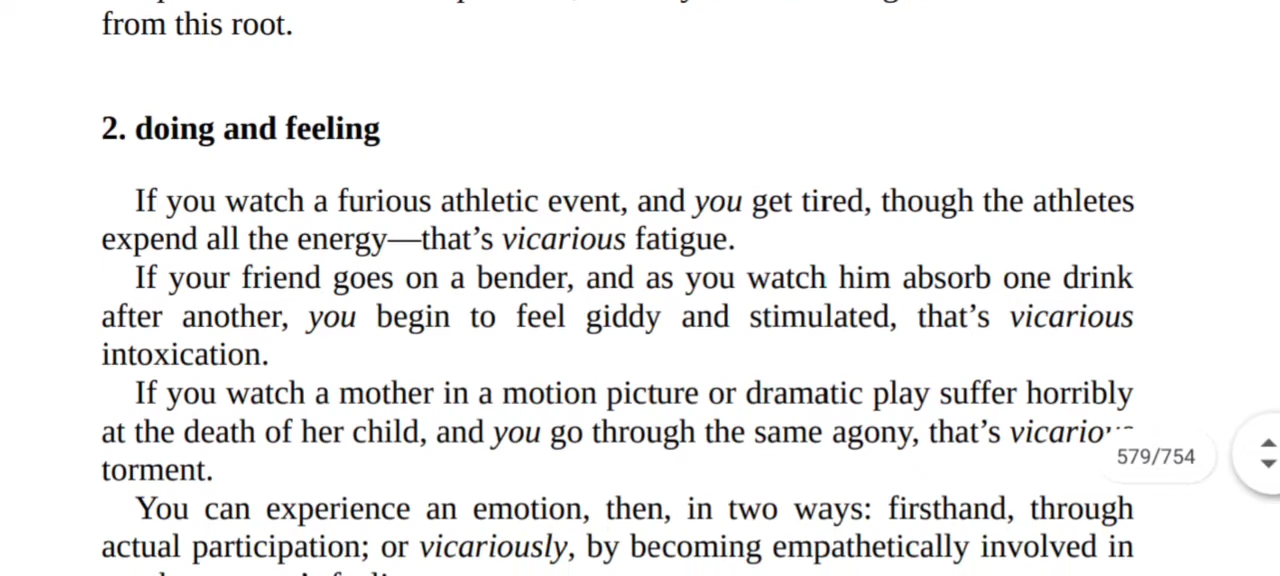 from this root.
2. doing and feeling
If you watch a furious athletic event, and you get tired, though the athletes
expend all the energy—that’s vicarious fatigue.
If your friend goes on a bender, and as you watch him absorb one drink
after another, you begin to feel giddy and stimulated, that’s vicarious
intoxication.
If you watch a mother in a motion picture or dramatic play suffer horribly
at the death of her child, and you go through the same agony, that’s vicarious
579/754
torment.
You can experience an emotion, then, in two ways: firsthand, through
actual participation; or vicariously, by becoming empathetically involved in